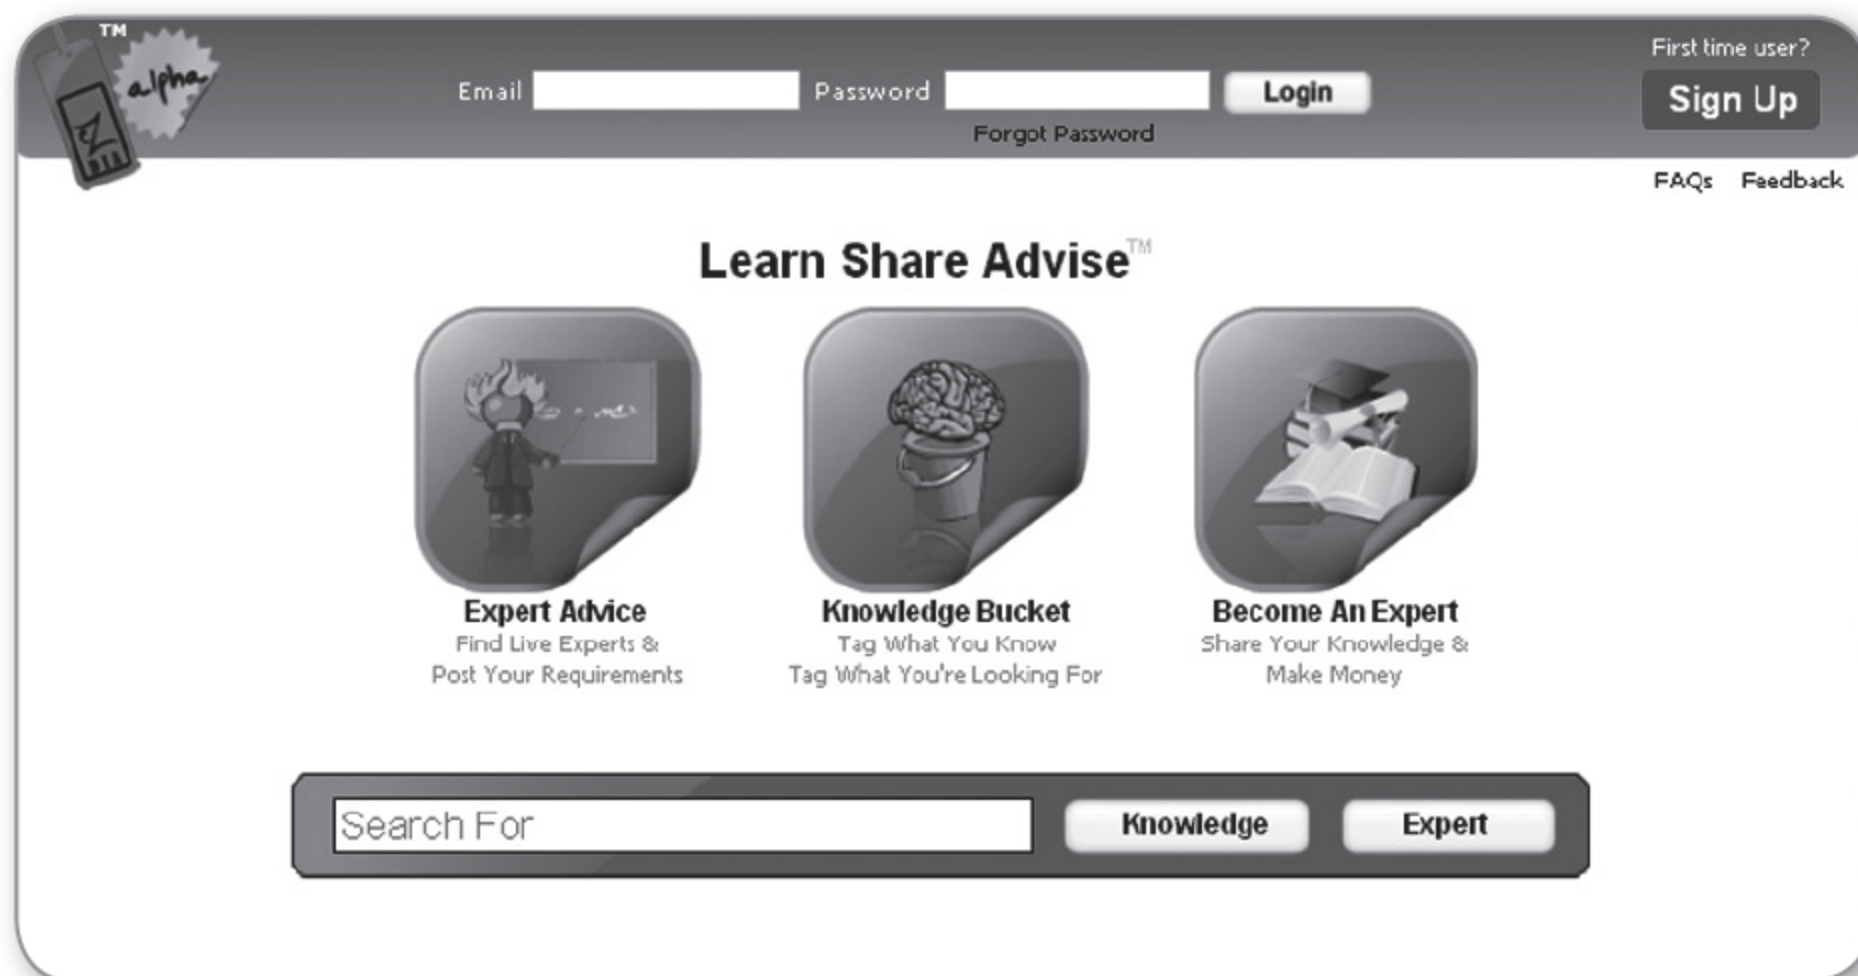 TM
alpha
First time user?
Email Password Login
Sign Up
Forgot Password
FAQs Feedback
Learn Share Advise™
Expert Advice
Find Live Experts &
Post Your Requirements
Knowledge Bucket
Tag What You Know
Tag What You're Looking For
Become An Expert
Share Your Knowledge &
Make Money
Search For Knowledge Expert